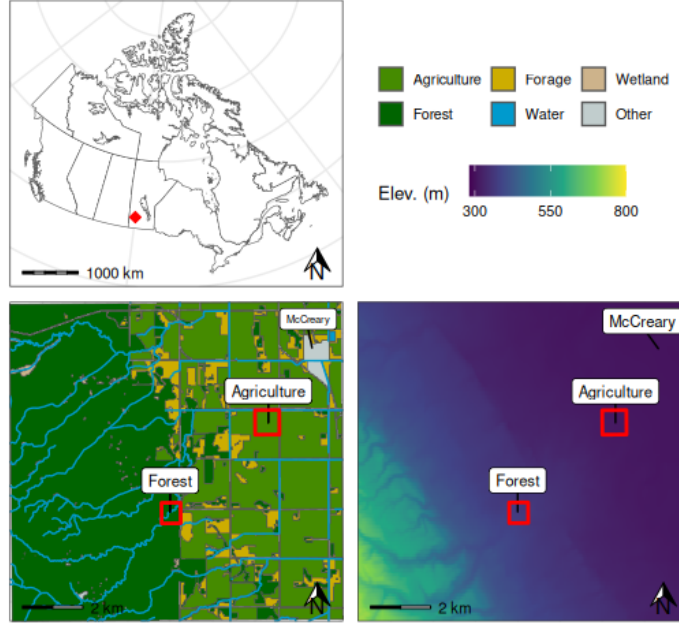 1000 km
N
Agriculture
Forage
Wetland
Forest
Water
Other
Elev. (m)
300
550
800
McCreary
Agriculture
Forest
2 km
N
McCreary
Agriculture
Forest
2 km
N